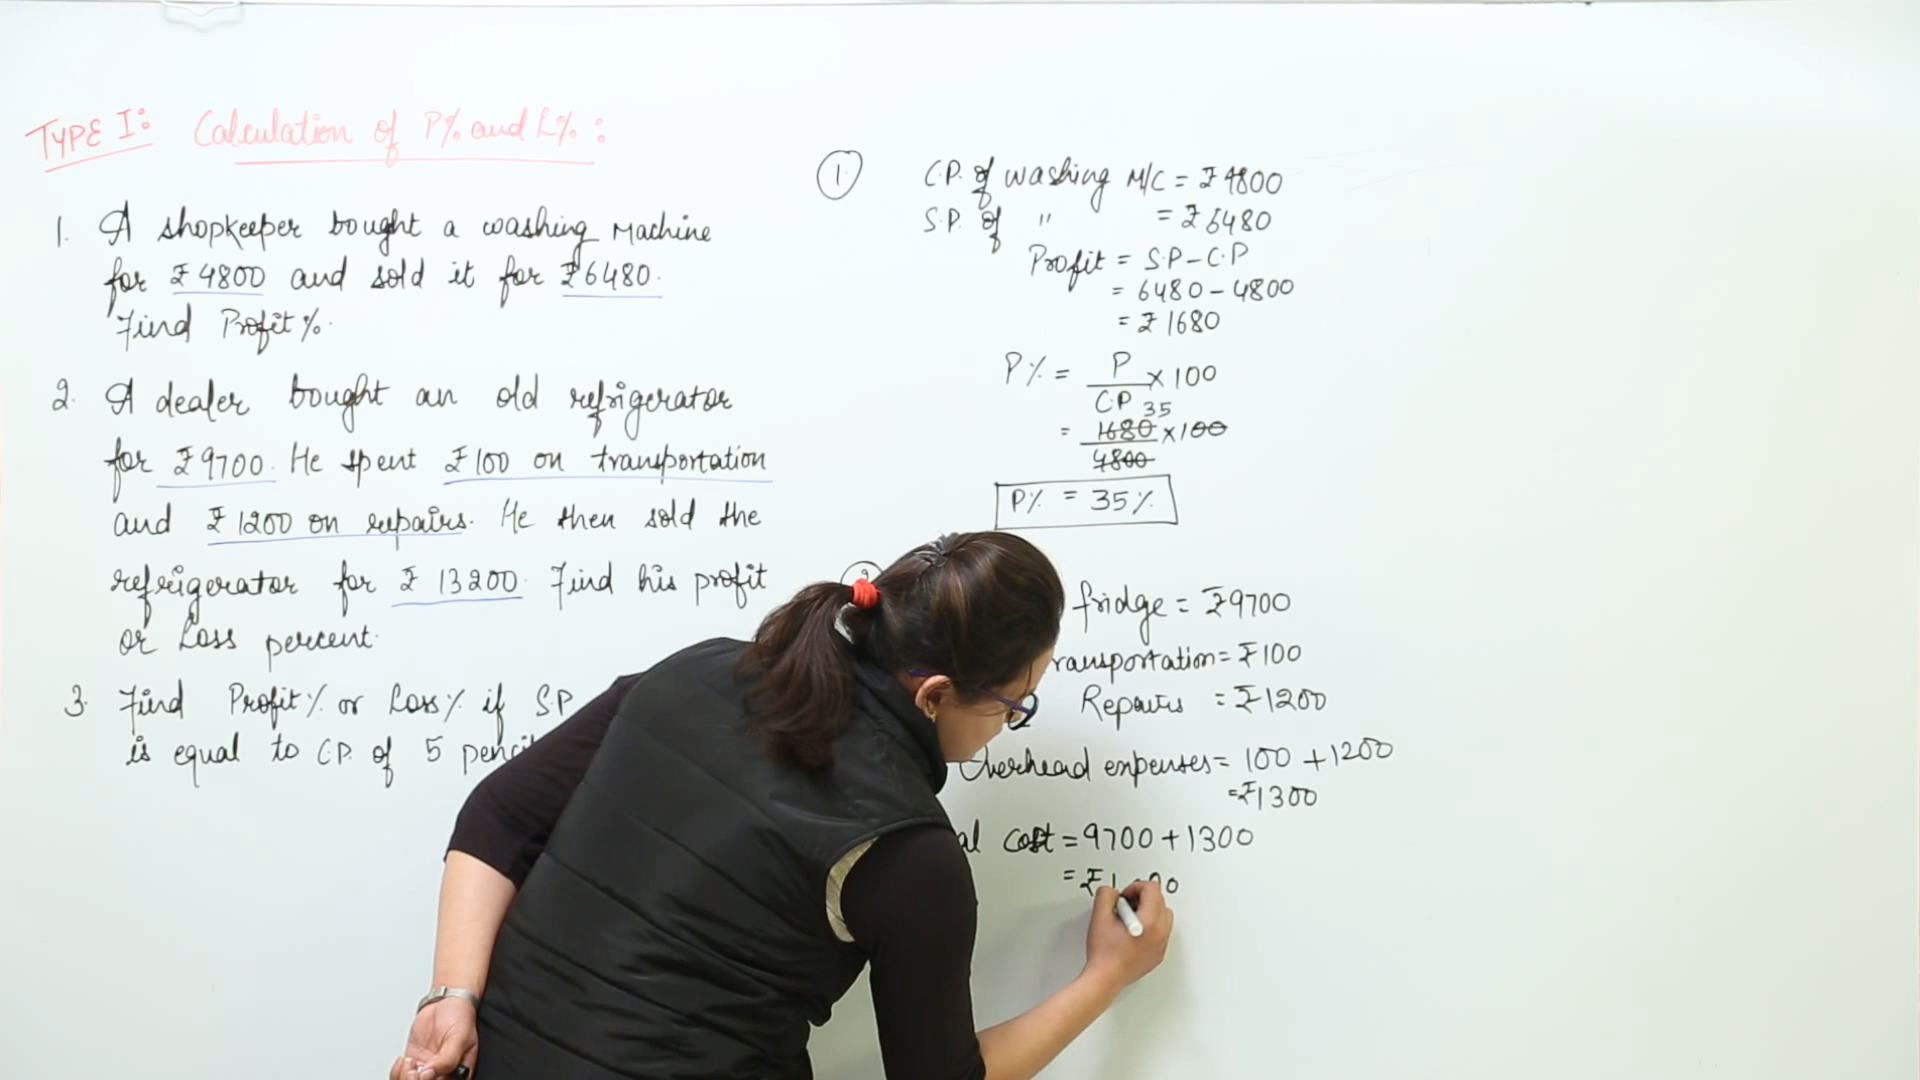 TYPE I: Calculation of P% and L%:
1. A shopkeeper bought a washing Machine
for ₹4800 and sold it for ₹6480.
Find Profit%.
2. A dealer bought an old refrigerator
for ₹9700. He spent ₹100 on transportation
and ₹1200 on repairs. He then sold the
refrigerator for ₹ 13200. Find his profit
or Loss percent.
3. Find Profit% or Loss% if S.P
is equal to C.P. of 5
1. C.P. of washing M/C = ₹4800
S.P. of " = ₹6480
Profit = S.P - C.P
= 6480 - 4800
= ₹1680
P% = P/C.P × 100
35
= 1680/4800 × 100
P% = 35%
fridge = ₹9700
ransportation = ₹100
Repairs = ₹1200
Overhead expenses = 100 + 1200
= ₹1300
al cost = 9700 + 1300
= ₹